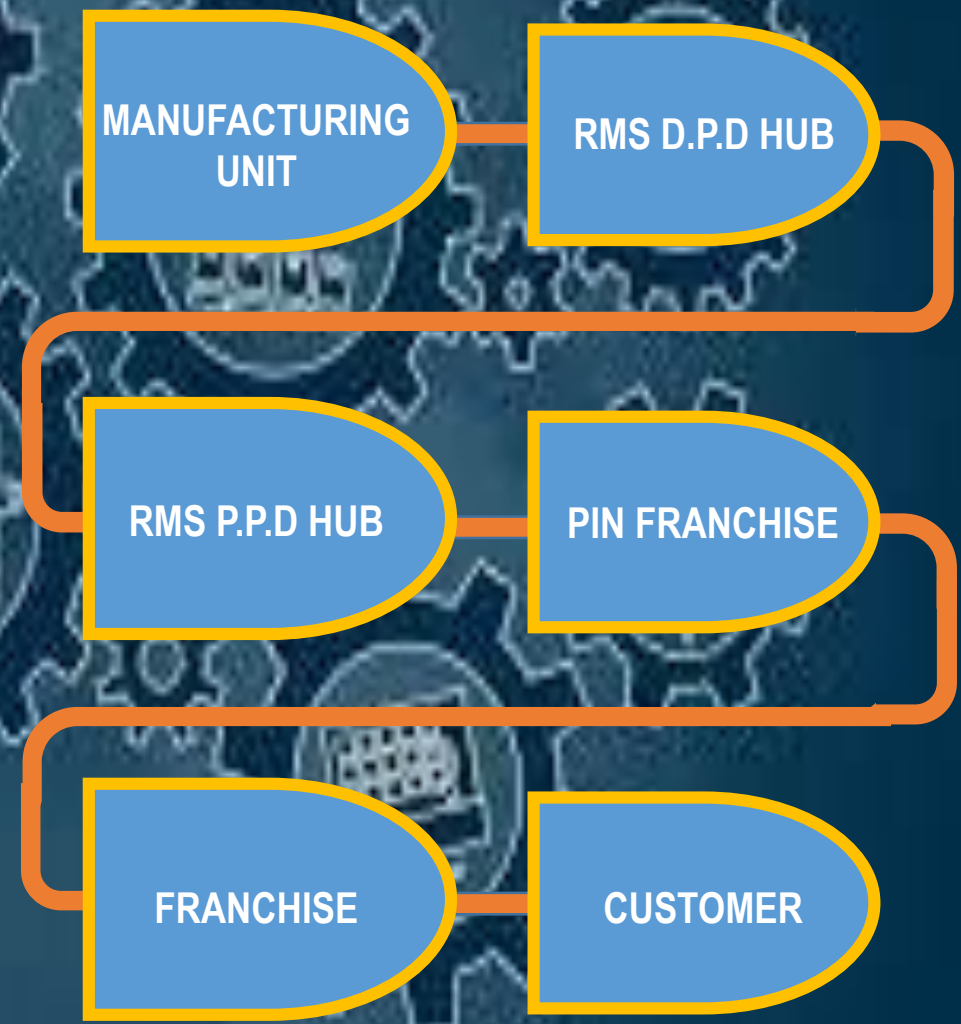 MANUFACTURING
UNIT
RMS D.P.D HUB
RMS P.P.D HUB
PIN FRANCHISE
FRANCHISE
CUSTOMER